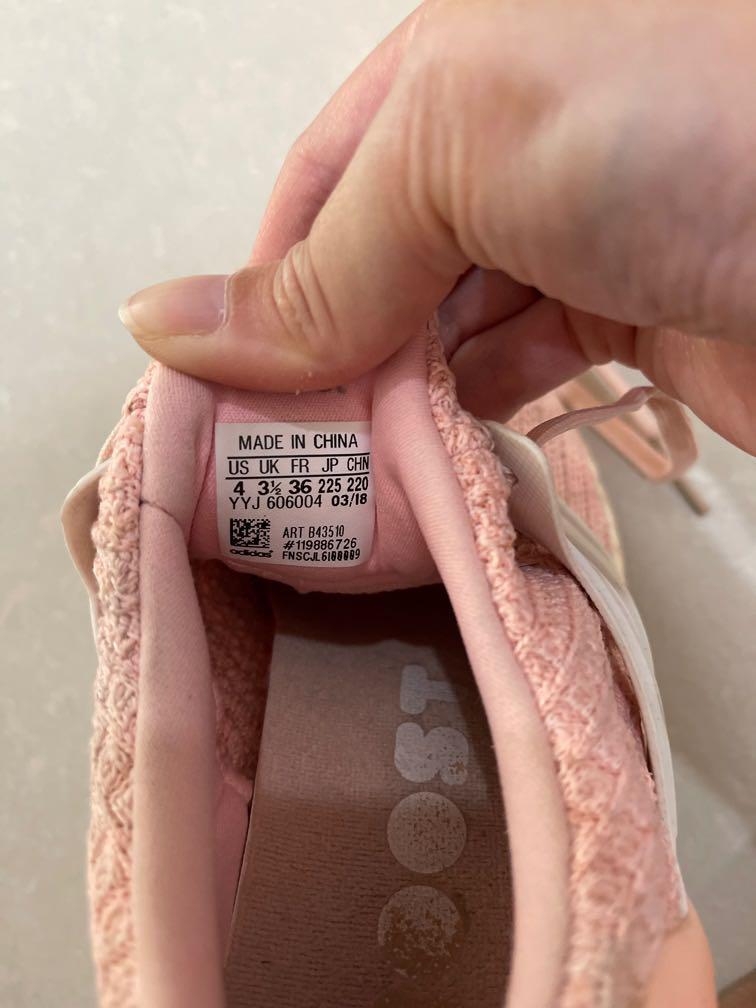 MADE IN CHINA
US UK FR JP CHN
4 3½ 36 225 220
YYJ 606004 03/18
ART B43510
#119886726
adidas